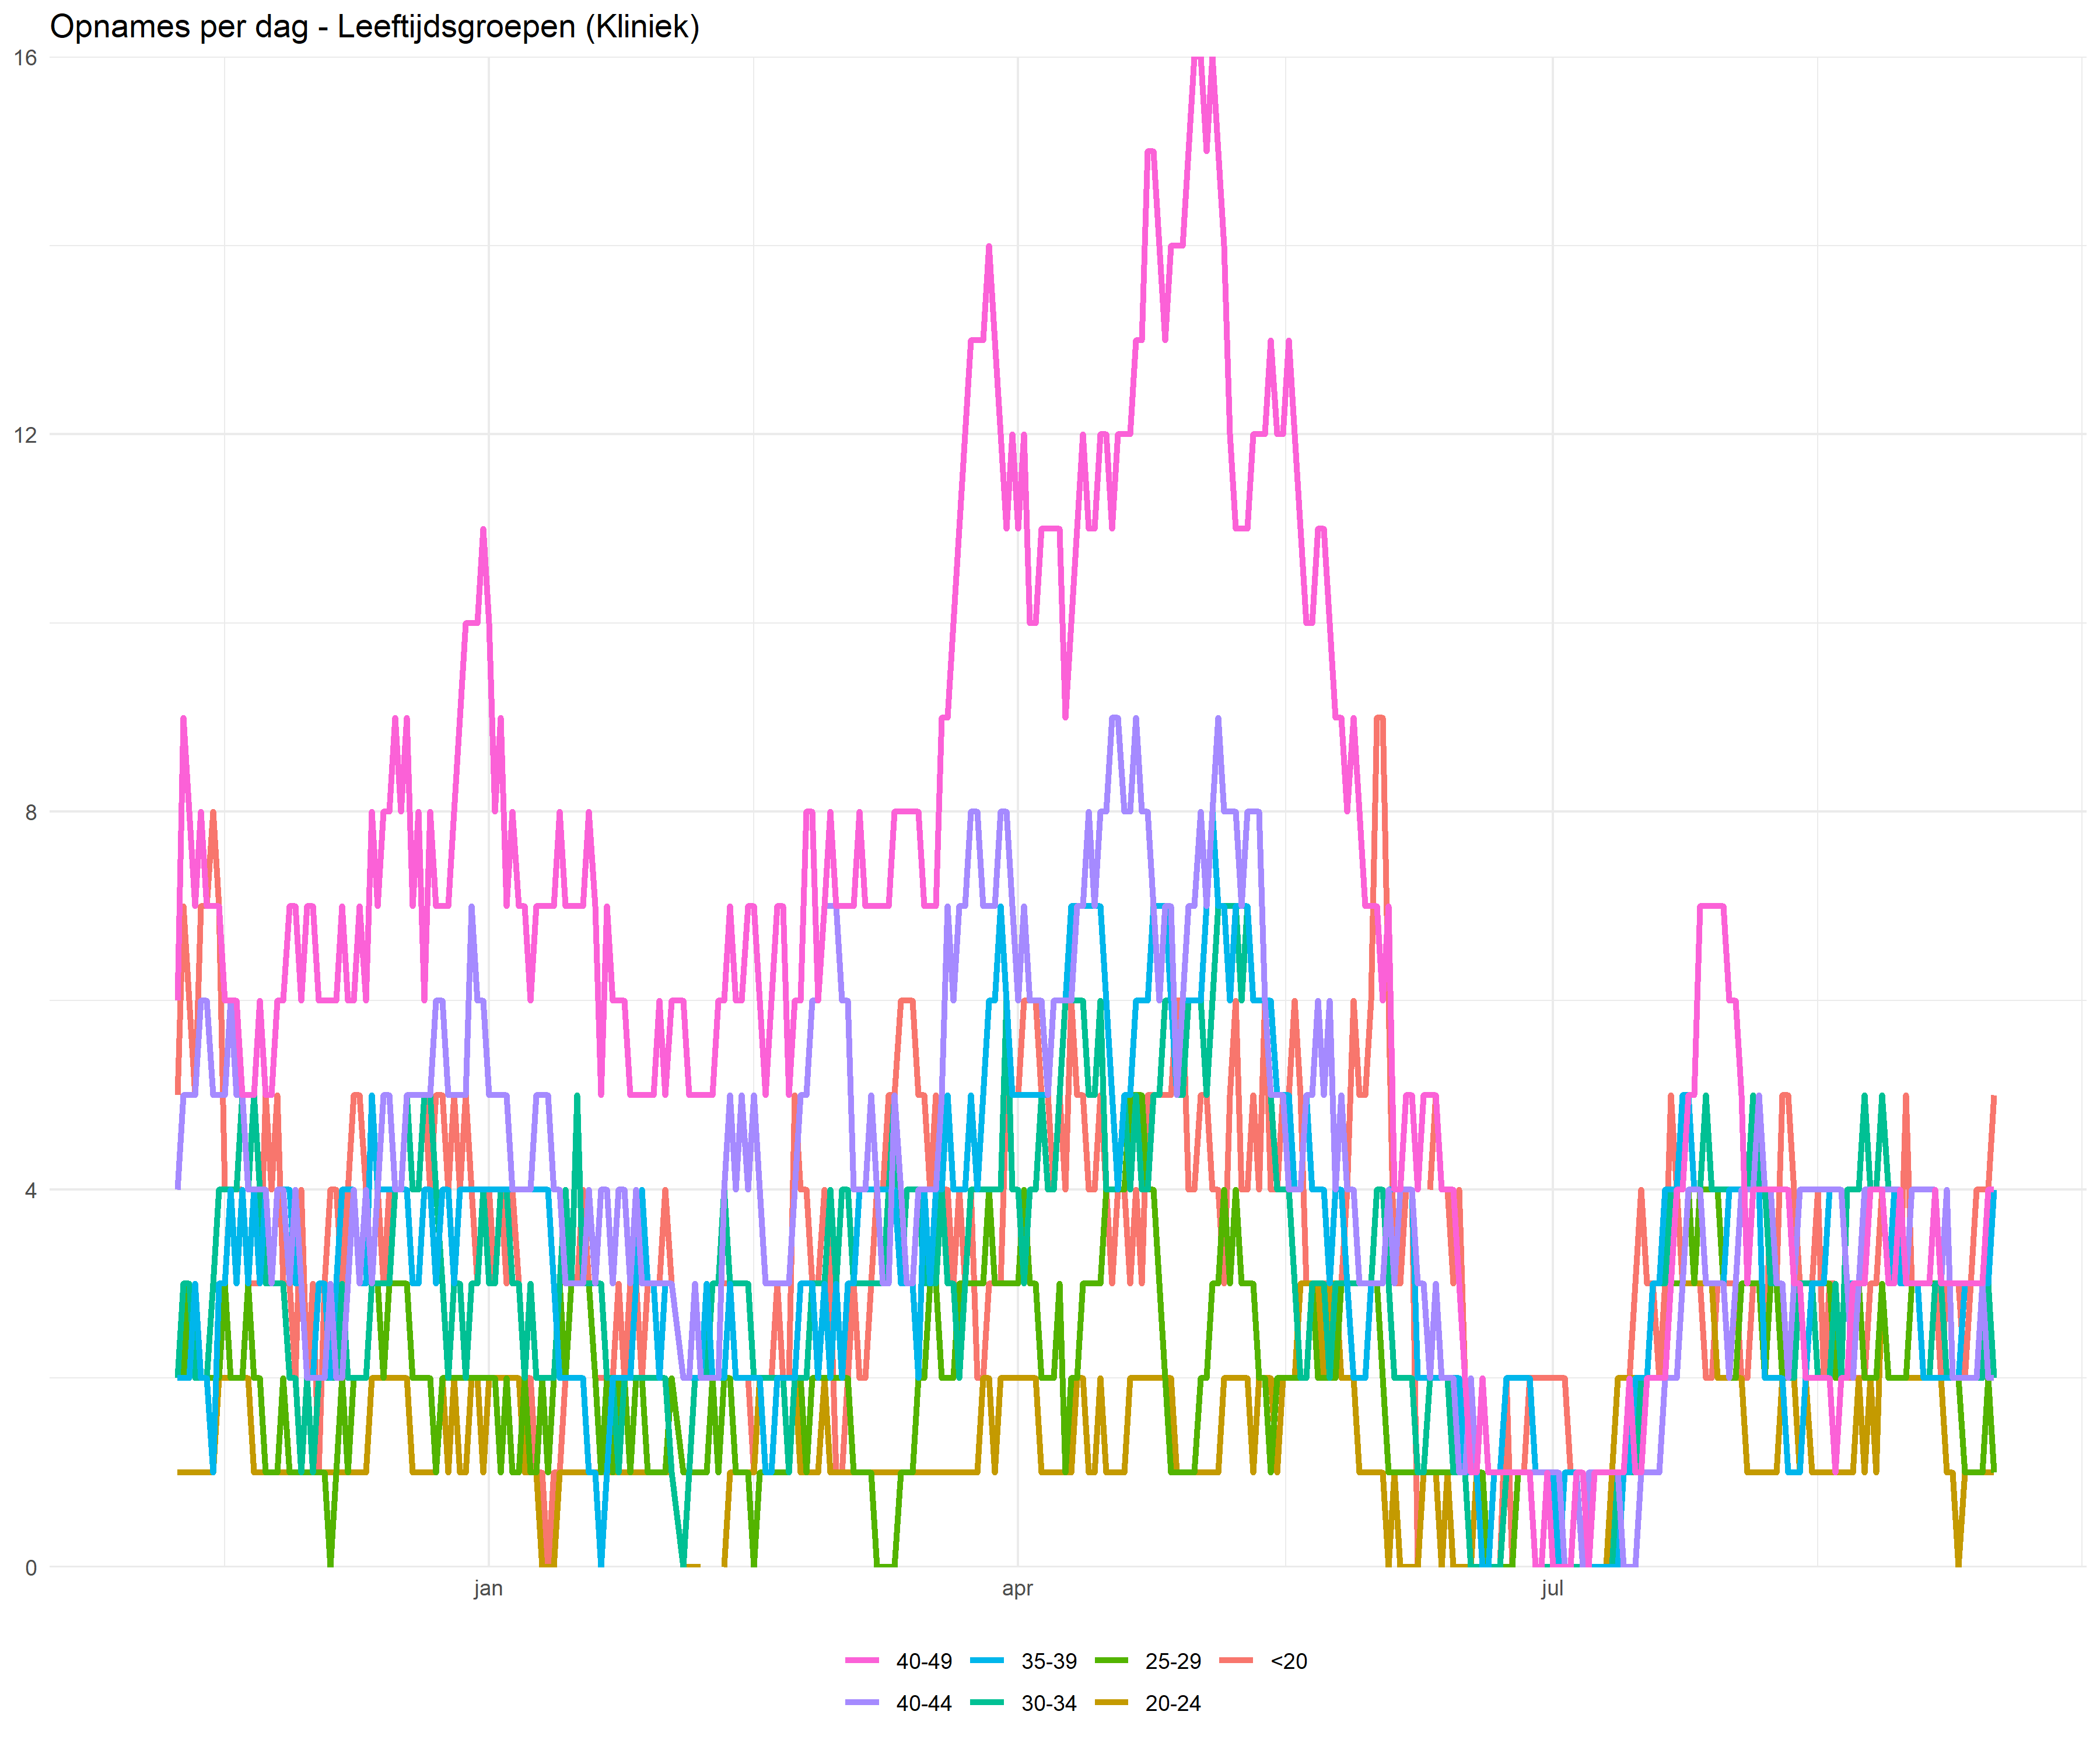 Opnames per dag - Leeftijdsgroepen (Kliniek)
16
12
8
4
0
jan apr jul
40-49 35-39 25-29 <20
40-44 30-34 20-24